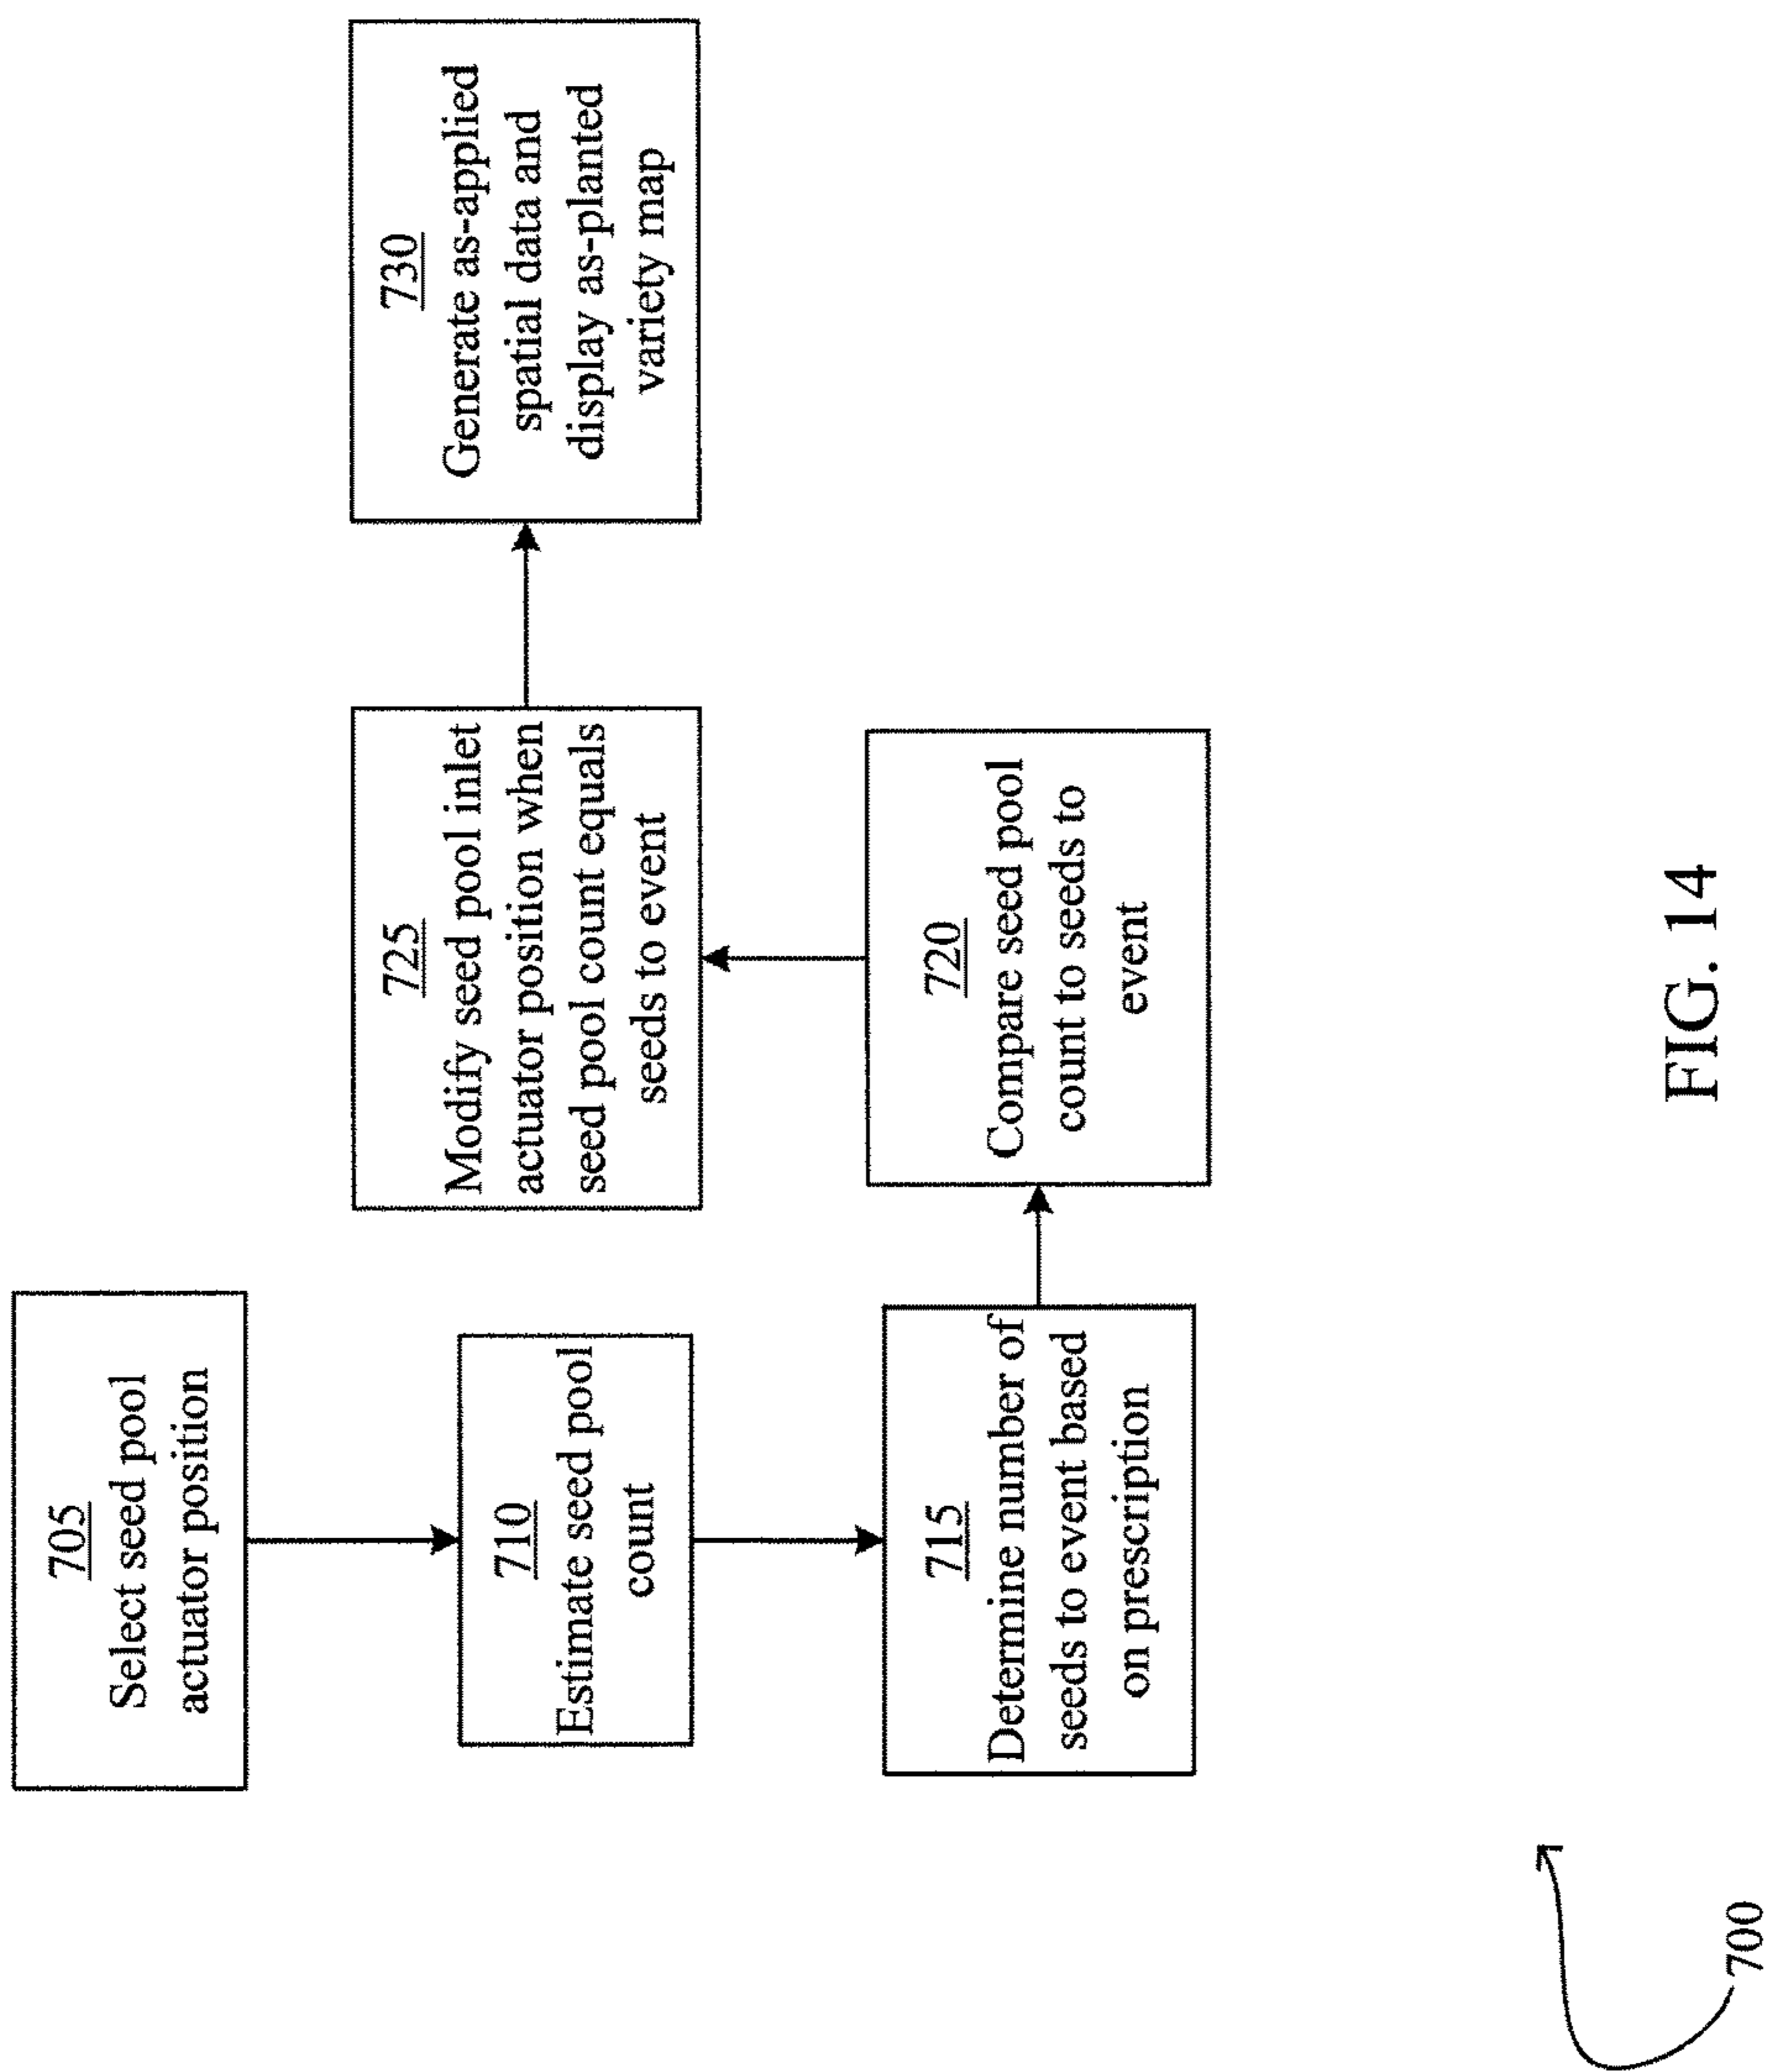 705
Select seed pool
actuator position
710
Estimate seed pool
count
715
Determine number of
seeds to event based
on prescription
720
Compare seed pool
count to seeds to
event
725
Modify seed pool inlet
actuator position when
seed pool count equals
seeds to event
730
Generate as-applied
spatial data and
display as-planted
variety map
700
FIG. 14